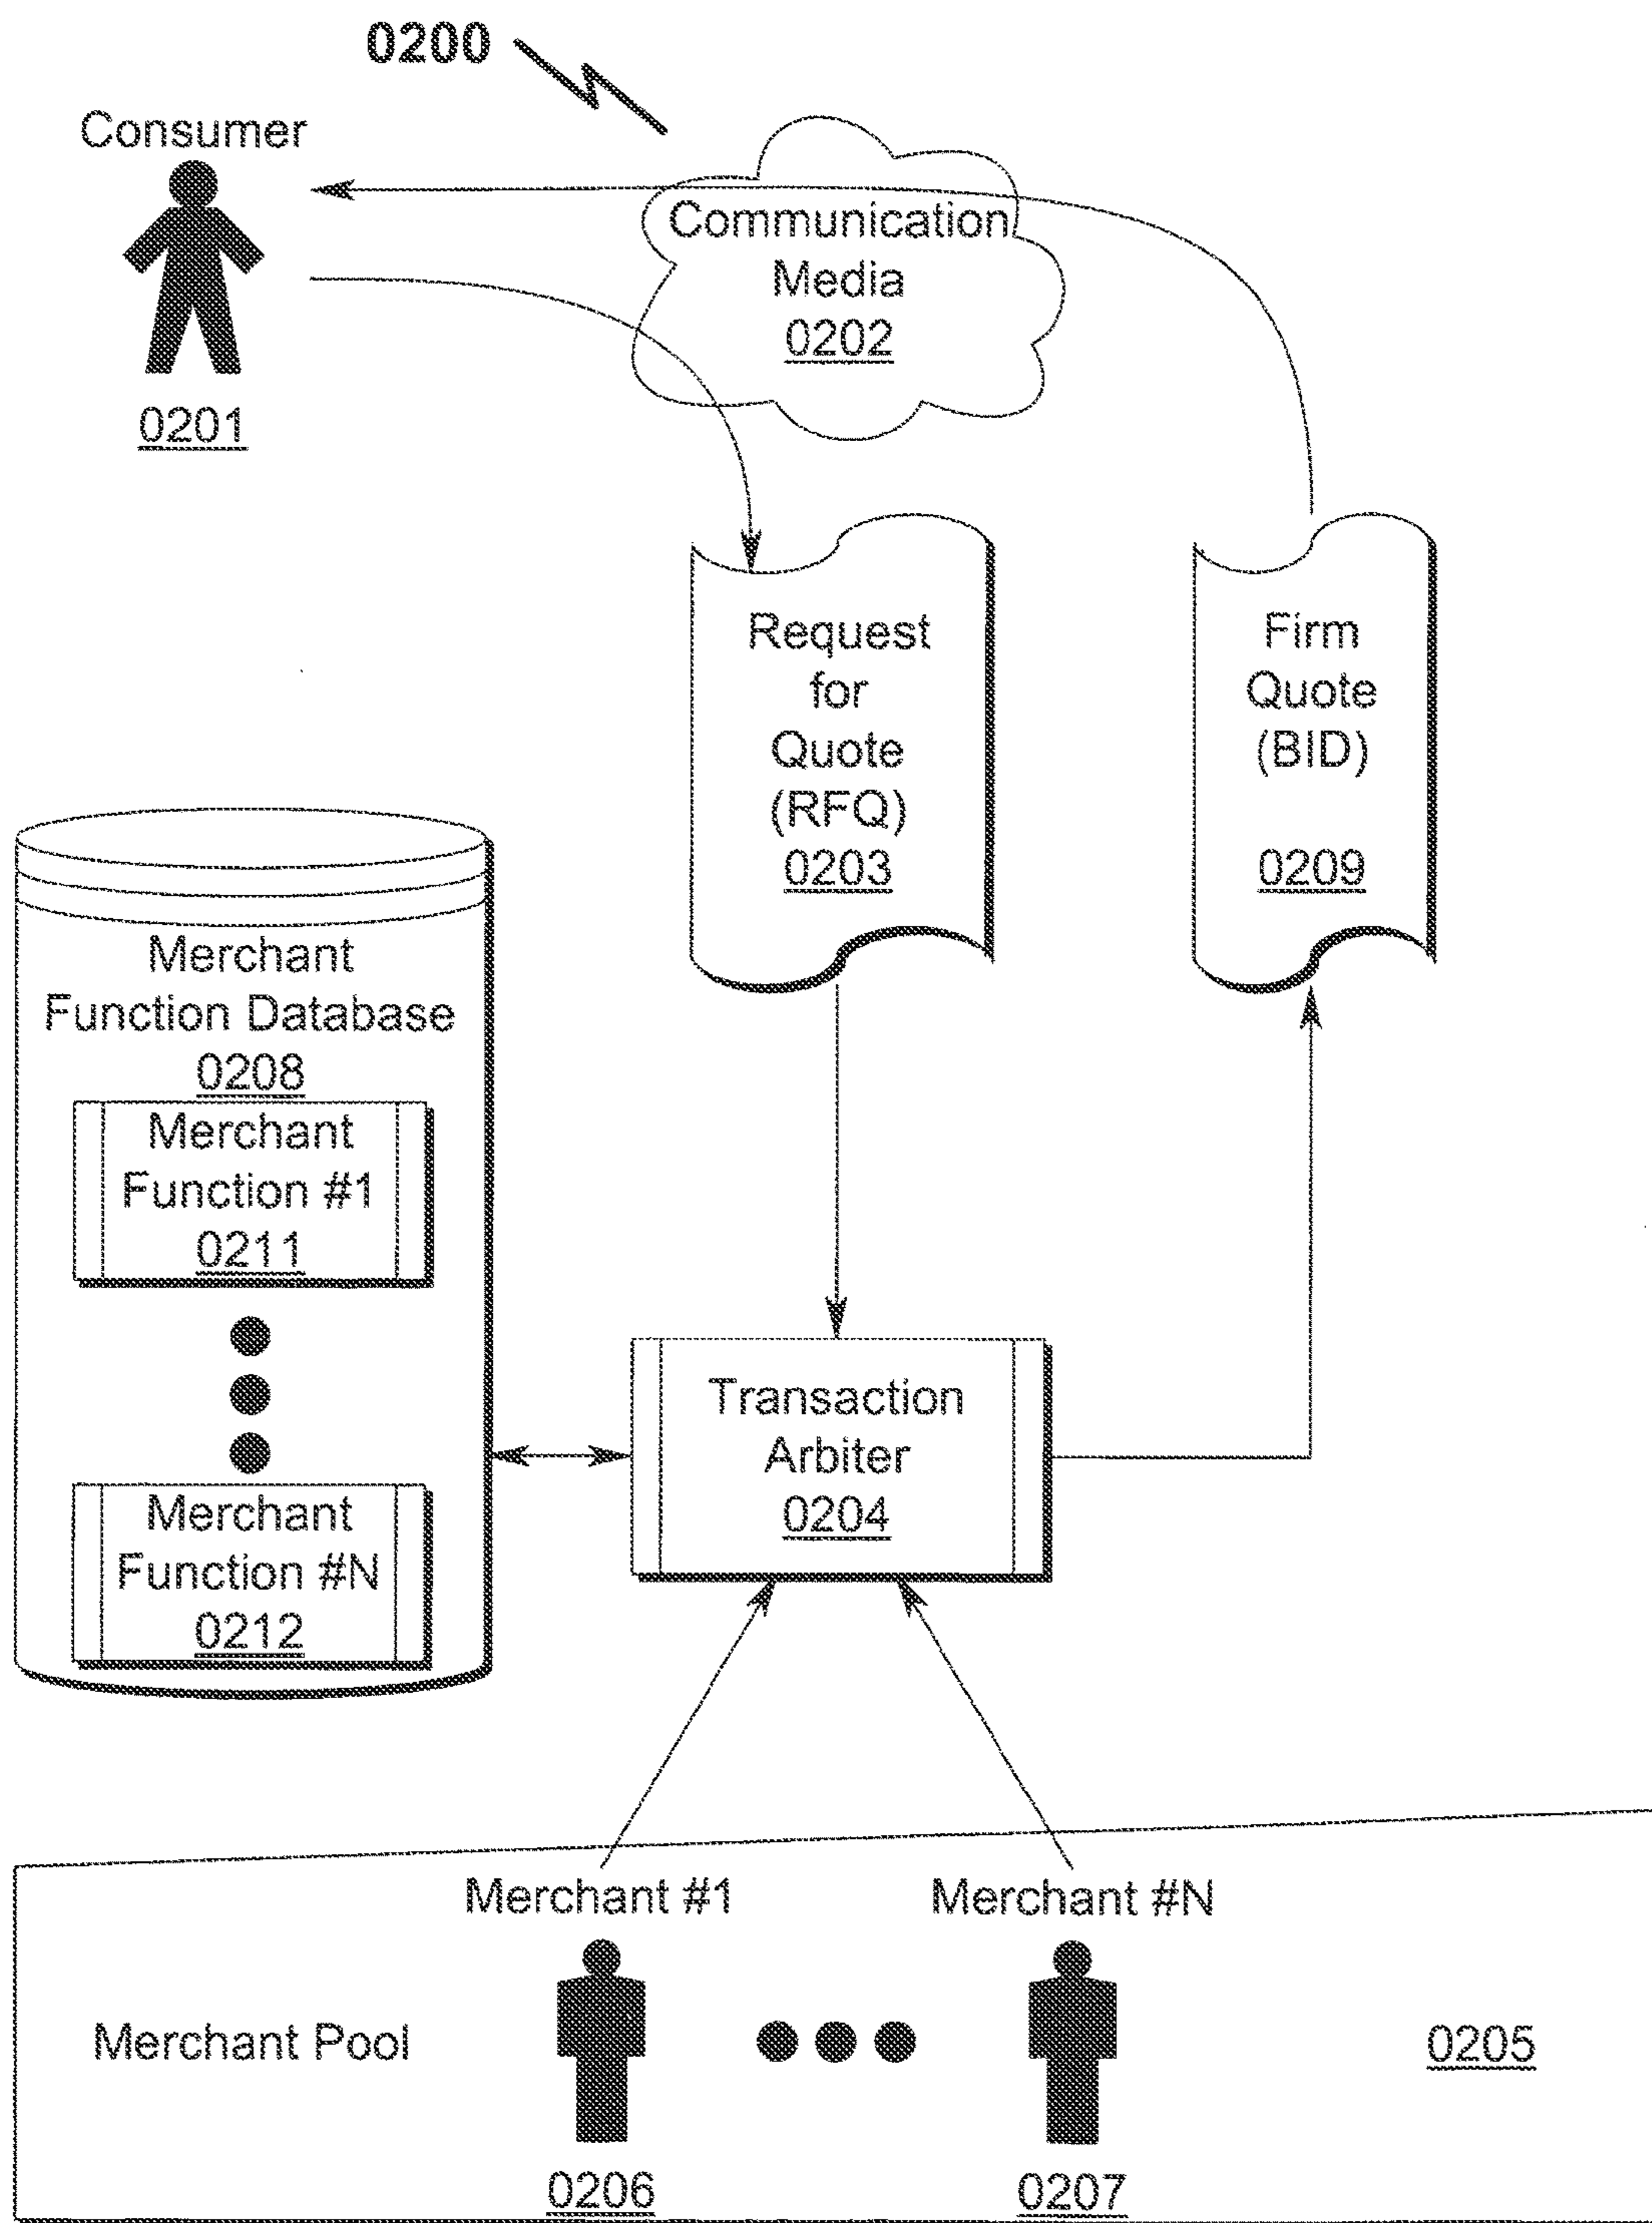 0200
Consumer
0201
Communication
Media
0202
Request
for
Quote
(RFQ)
0203
Firm
Quote
(BID)
0209
Merchant
Function Database
0208
Merchant
Function #1
0211
Merchant
Function #N
0212
Transaction
Arbiter
0204
Merchant #1
Merchant #N
Merchant Pool
0205
0206
0207